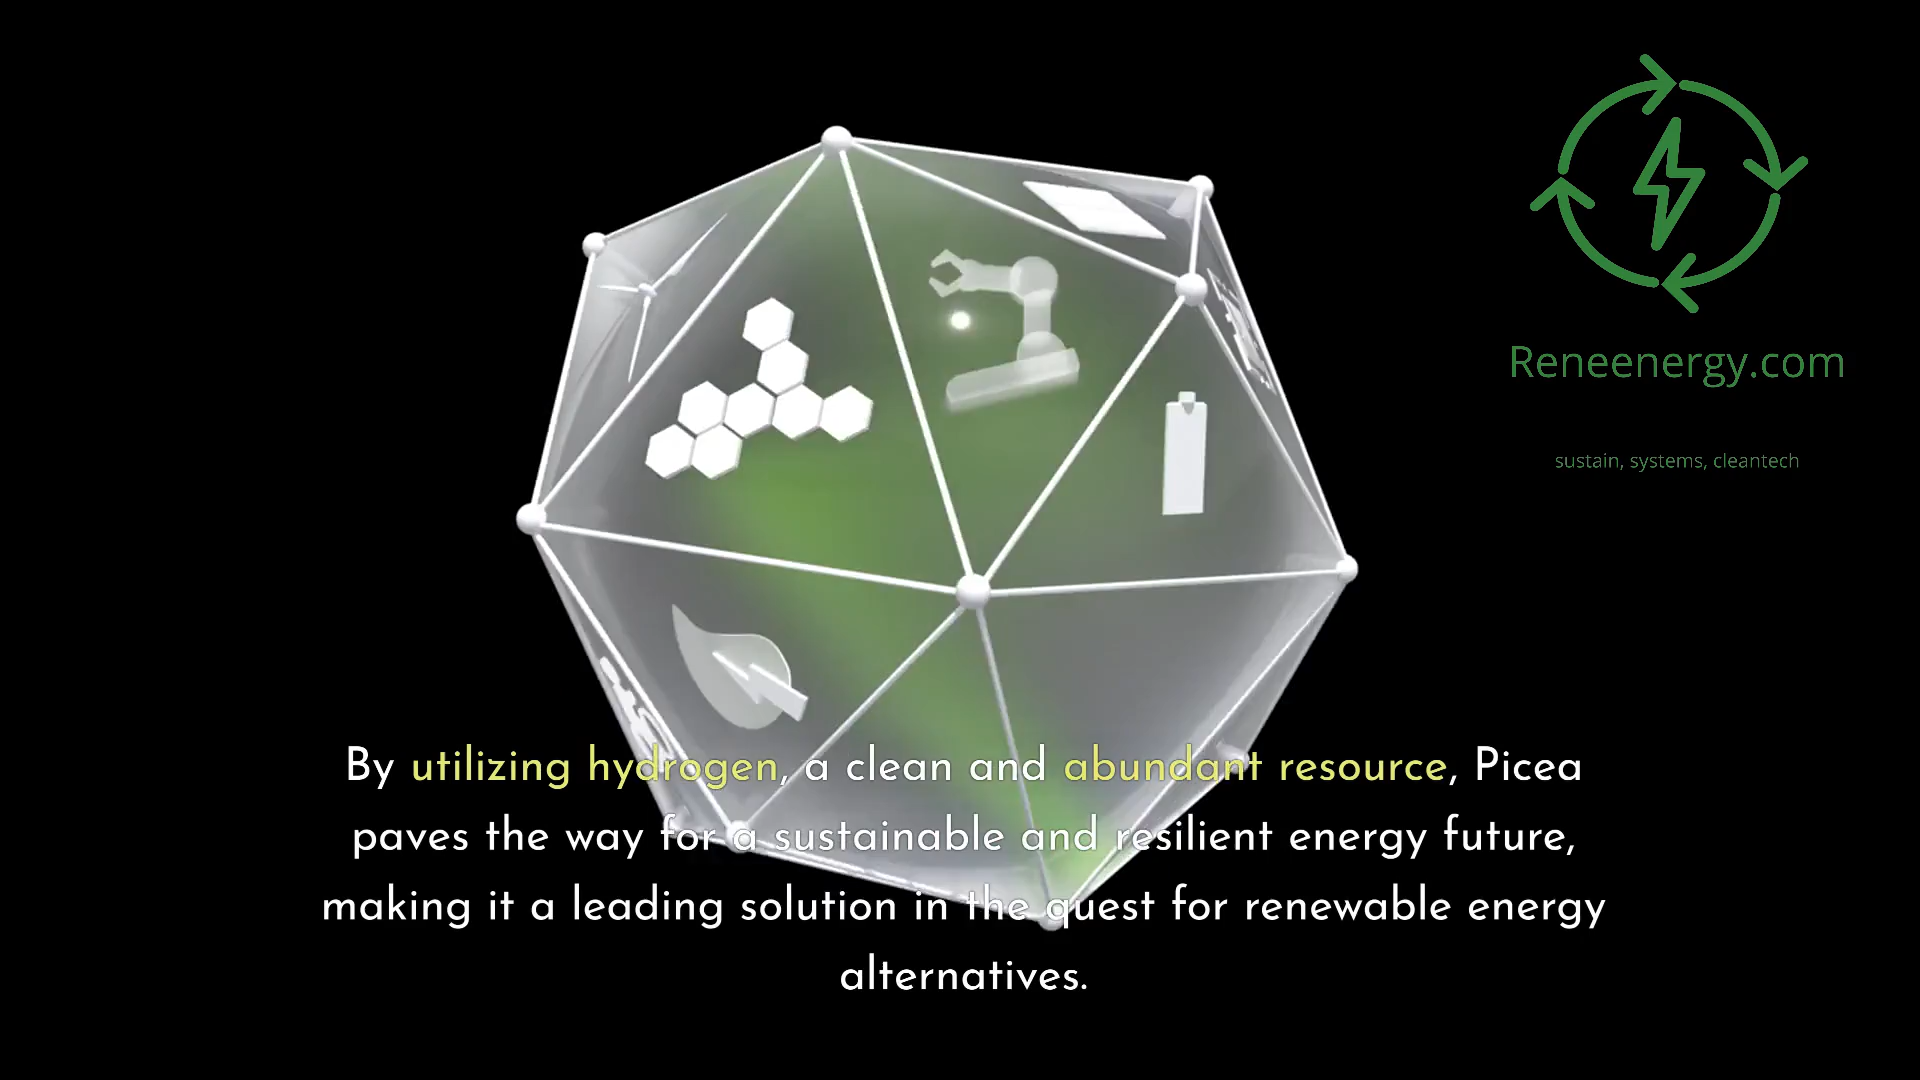 Reneenergy.com
sustain, systems, cleantech
By utilizing hydrogen, a clean and abundant resource, Picea
paves the way for a sustainable and resilient energy future,
making it a leading solution in the quest for renewable energy
alternatives.